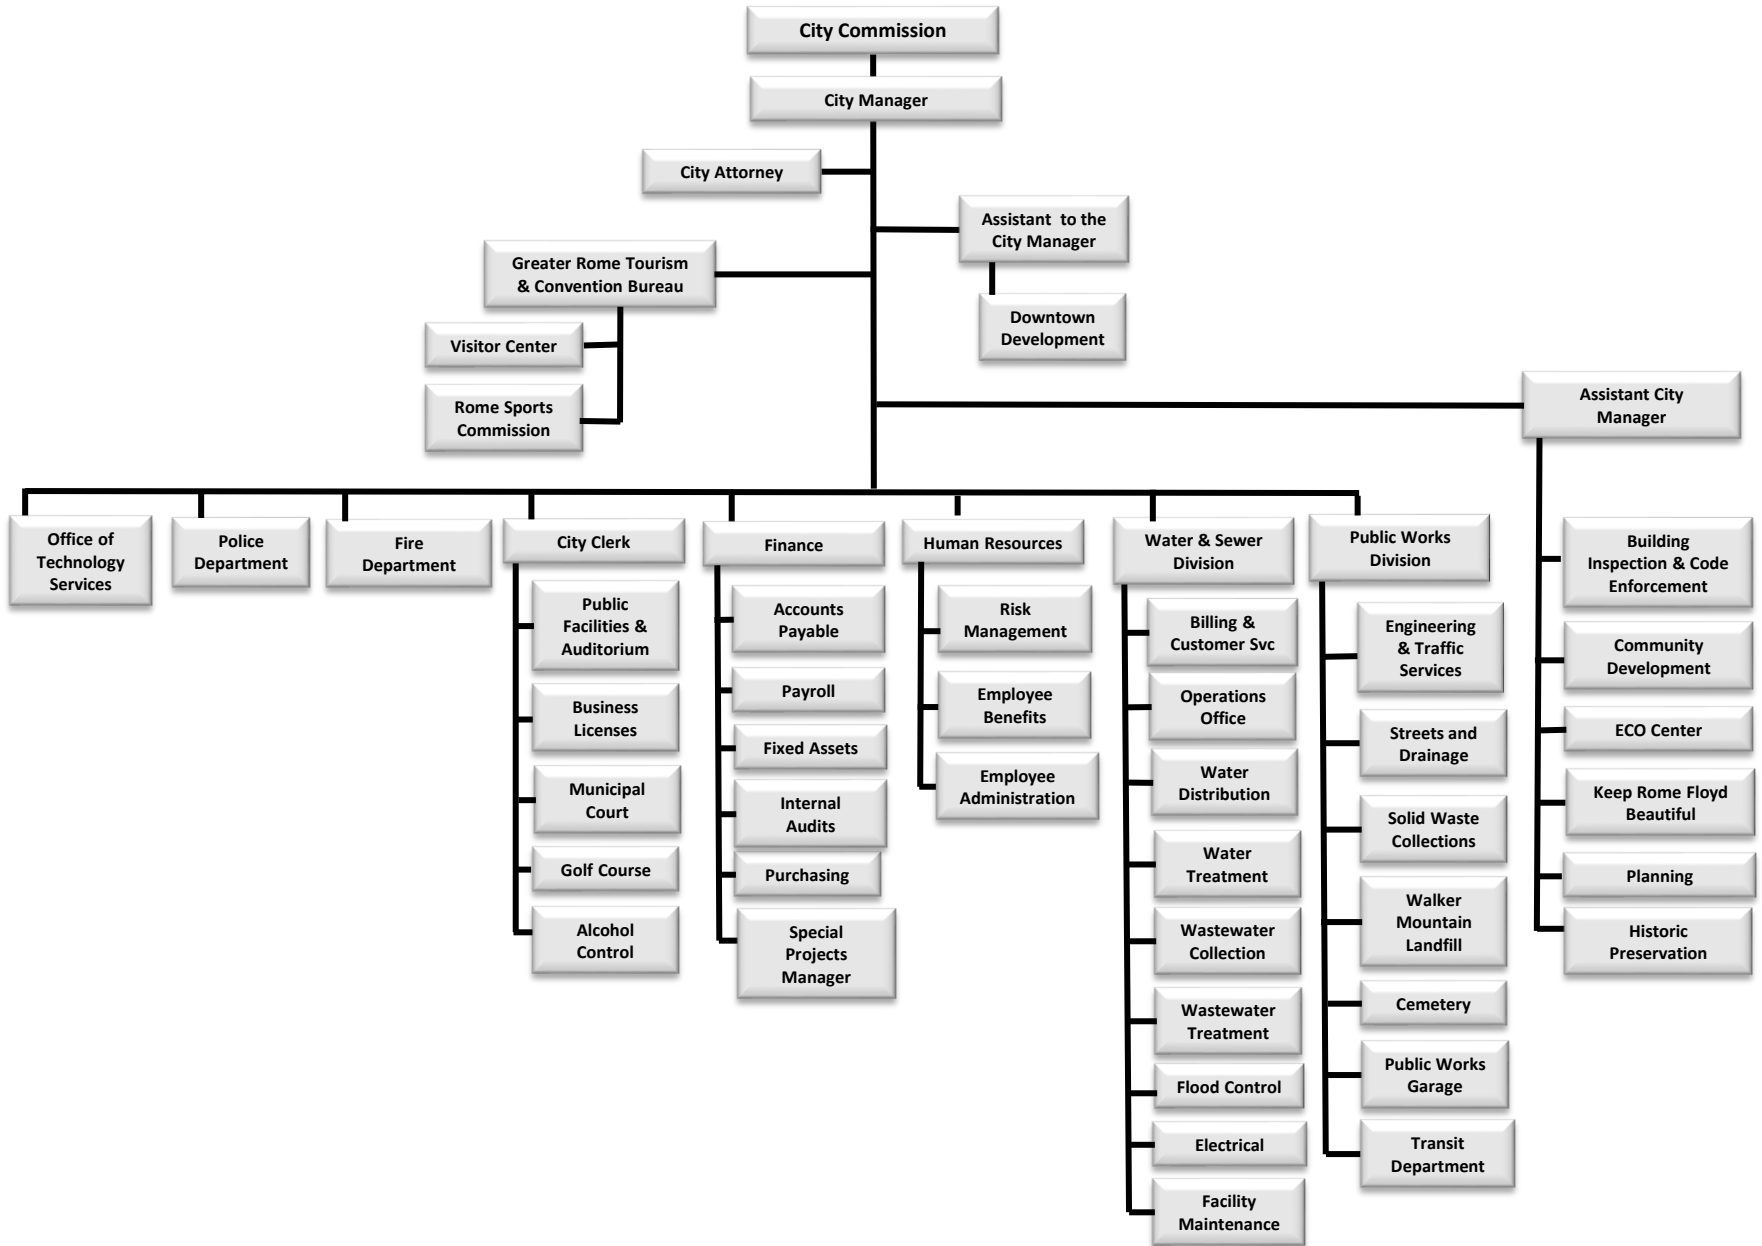 City Commission
City Manager
City Attorney
Assistant to the
City Manager
Greater Rome Tourism
& Convention Bureau
Downtown
Development
Visitor Center
Rome Sports
Commission
Assistant City
Manager
Office of
Technology
Services
Police
Department
Fire
Department
City Clerk
Public
Facilities &
Auditorium
Business
Licenses
Municipal
Court
Golf Course
Alcohol
Control
Finance
Accounts
Payable
Payroll
Fixed Assets
Internal
Audits
Purchasing
Special
Projects
Manager
Human Resources
Risk
Management
Employee
Benefits
Employee
Administration
Water & Sewer
Division
Billing &
Customer Svc
Operations
Office
Water
Distribution
Water
Treatment
Wastewater
Collection
Wastewater
Treatment
Flood Control
Electrical
Facility
Maintenance
Public Works
Division
Engineering
& Traffic
Services
Streets and
Drainage
Solid Waste
Collections
Walker
Mountain
Landfill
Cemetery
Public Works
Garage
Transit
Department
Building
Inspection & Code
Enforcement
Community
Development
ECO Center
Keep Rome Floyd
Beautiful
Planning
Historic
Preservation